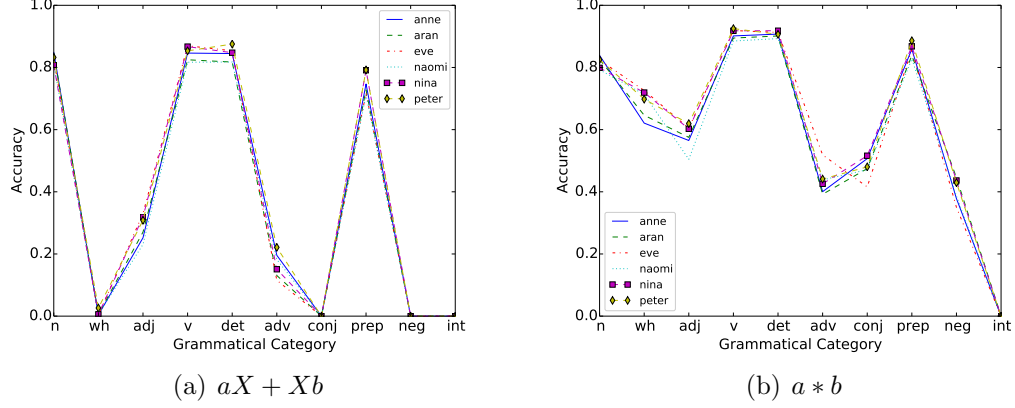 1.0
0.8
0.6
0.4
0.2
0.0
Accuracy
n wh adj v det adv conj prep neg int
Grammatical Category
anne
aran
eve
naomi
nina
peter
(a) aX + Xb
1.0
0.8
0.6
0.4
0.2
0.0
Accuracy
n wh adj v det adv conj prep neg int
Grammatical Category
anne
aran
eve
naomi
nina
peter
(b) a ∗ b